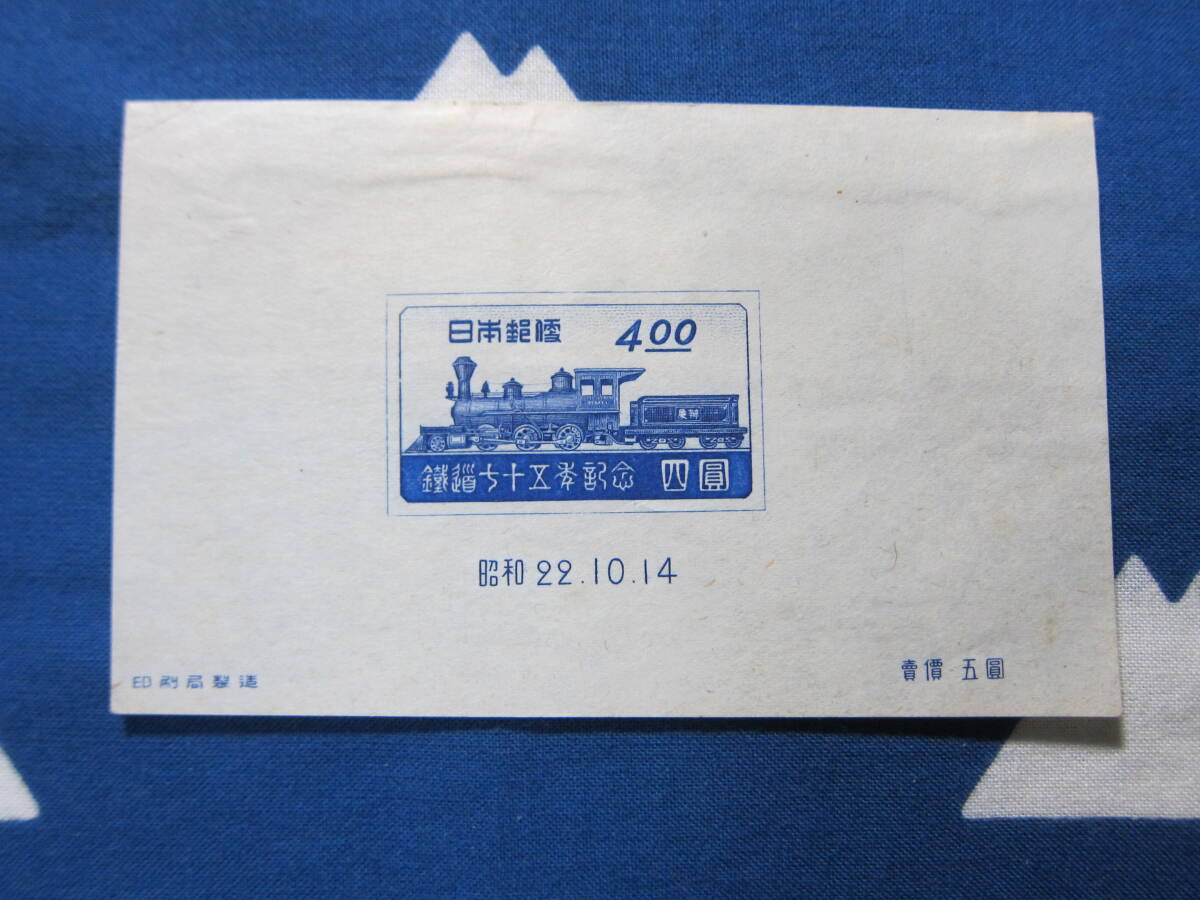 日本郵便 4.00
鐵道七十五年記念 四圓
昭和 22.10.14
印刷局製造
賣價 五圓